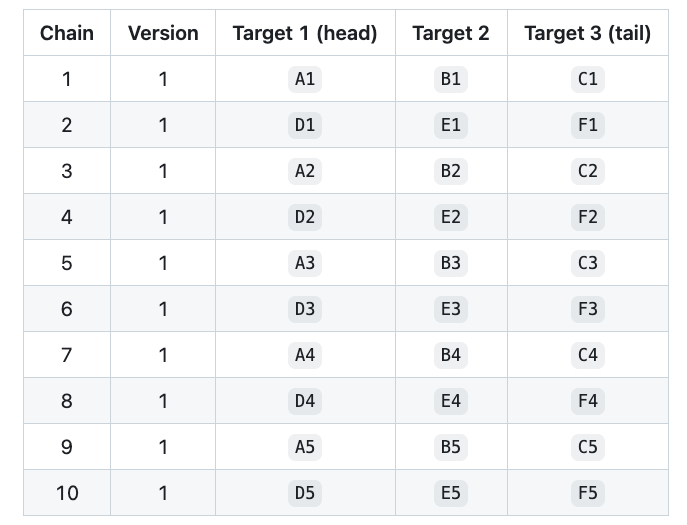 Chain Version Target 1 (head) Target 2 Target 3 (tail)
1 1 A1 B1 C1
2 1 D1 E1 F1
3 1 A2 B2 C2
4 1 D2 E2 F2
5 1 A3 B3 C3
6 1 D3 E3 F3
7 1 A4 B4 C4
8 1 D4 E4 F4
9 1 A5 B5 C5
10 1 D5 E5 F5